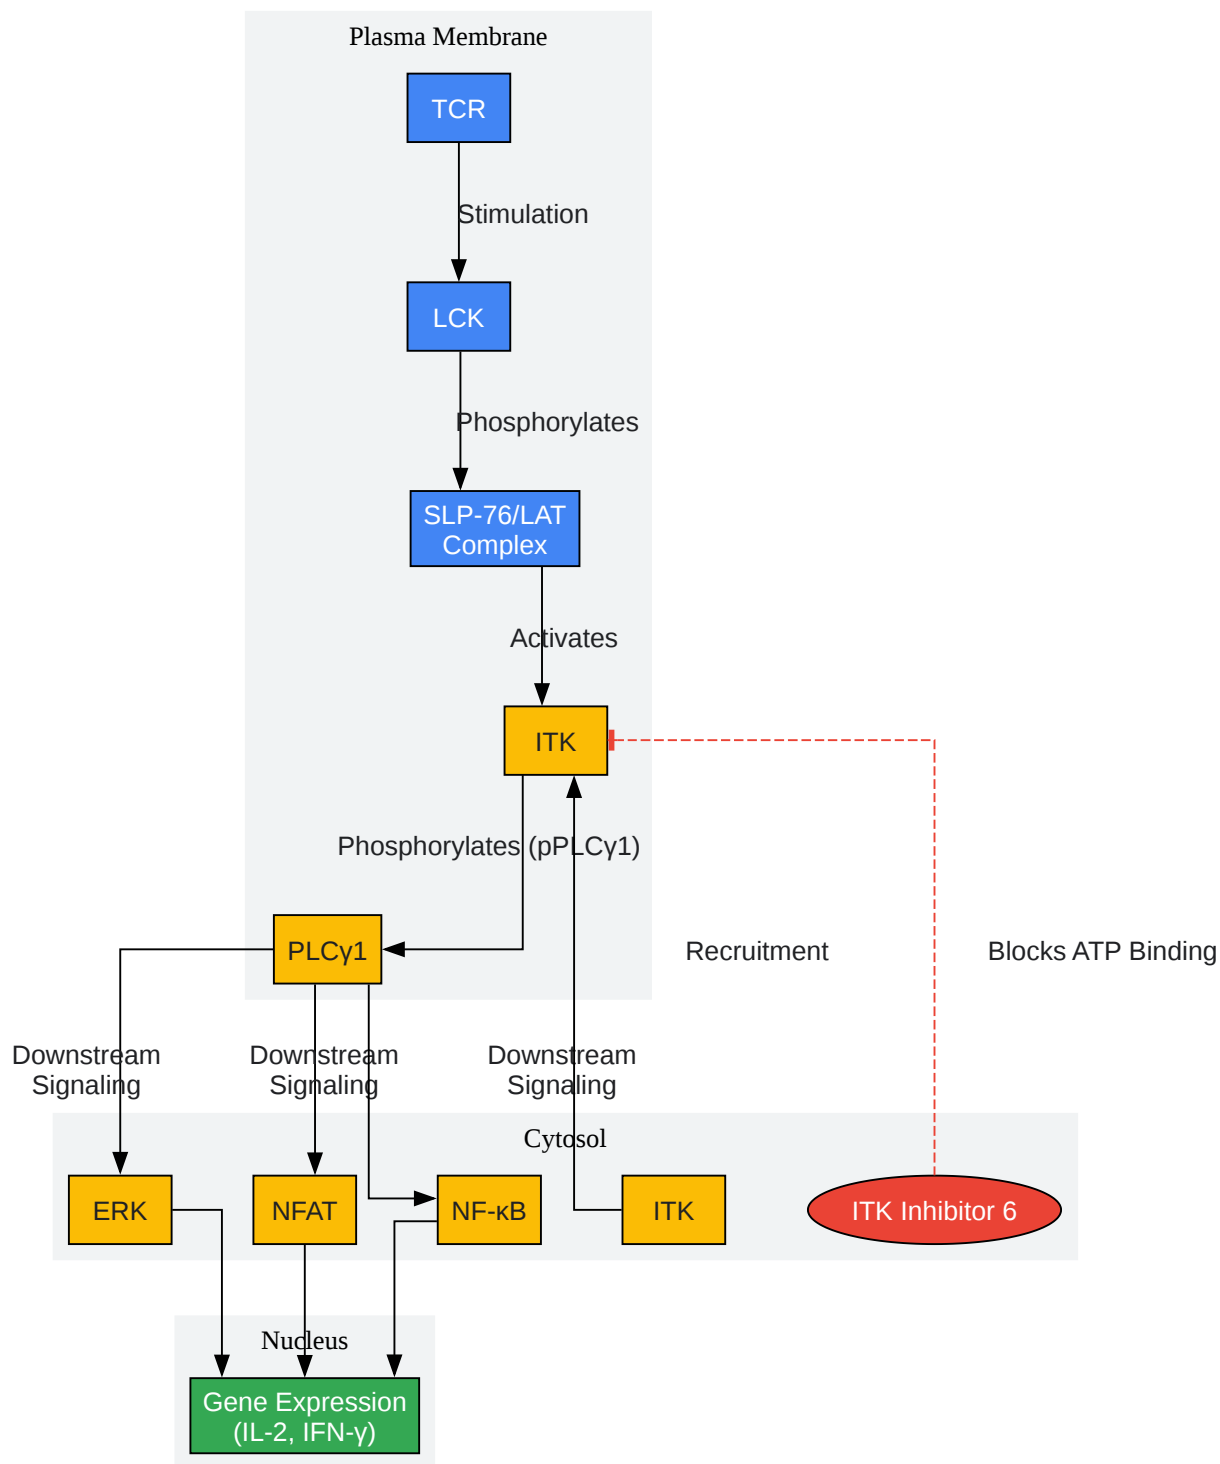 Plasma Membrane
TCR
Stimulation
LCK
Phosphorylates
SLP-76/LAT
Complex
Activates
ITK
Phosphorylates (pPLCγ1)
PLCγ1
Recruitment
Blocks ATP Binding
Downstream
Signaling
Downstream
Signaling
Downstream
Signaling
Cytosol
ERK
NFAT
NF-κB
ITK
ITK Inhibitor 6
Nucleus
Gene Expression
(IL-2, IFN-γ)